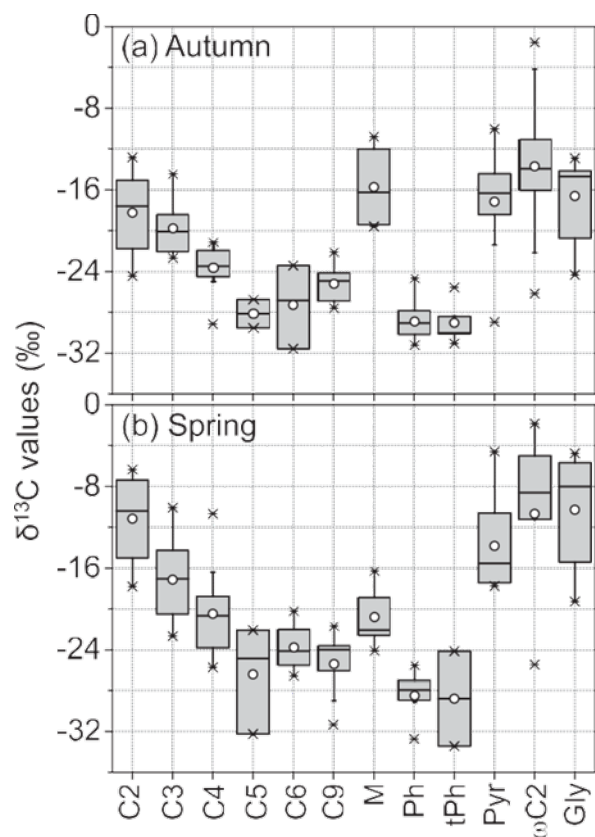 0
(a) Autumn
-8
-16
-24
-32
0
(b) Spring
-8
-16
-24
-32
δ¹³C values (‰)
C2 C3 C4 C5 C6 C9 M Ph tPh Pyr ωC2 Gly